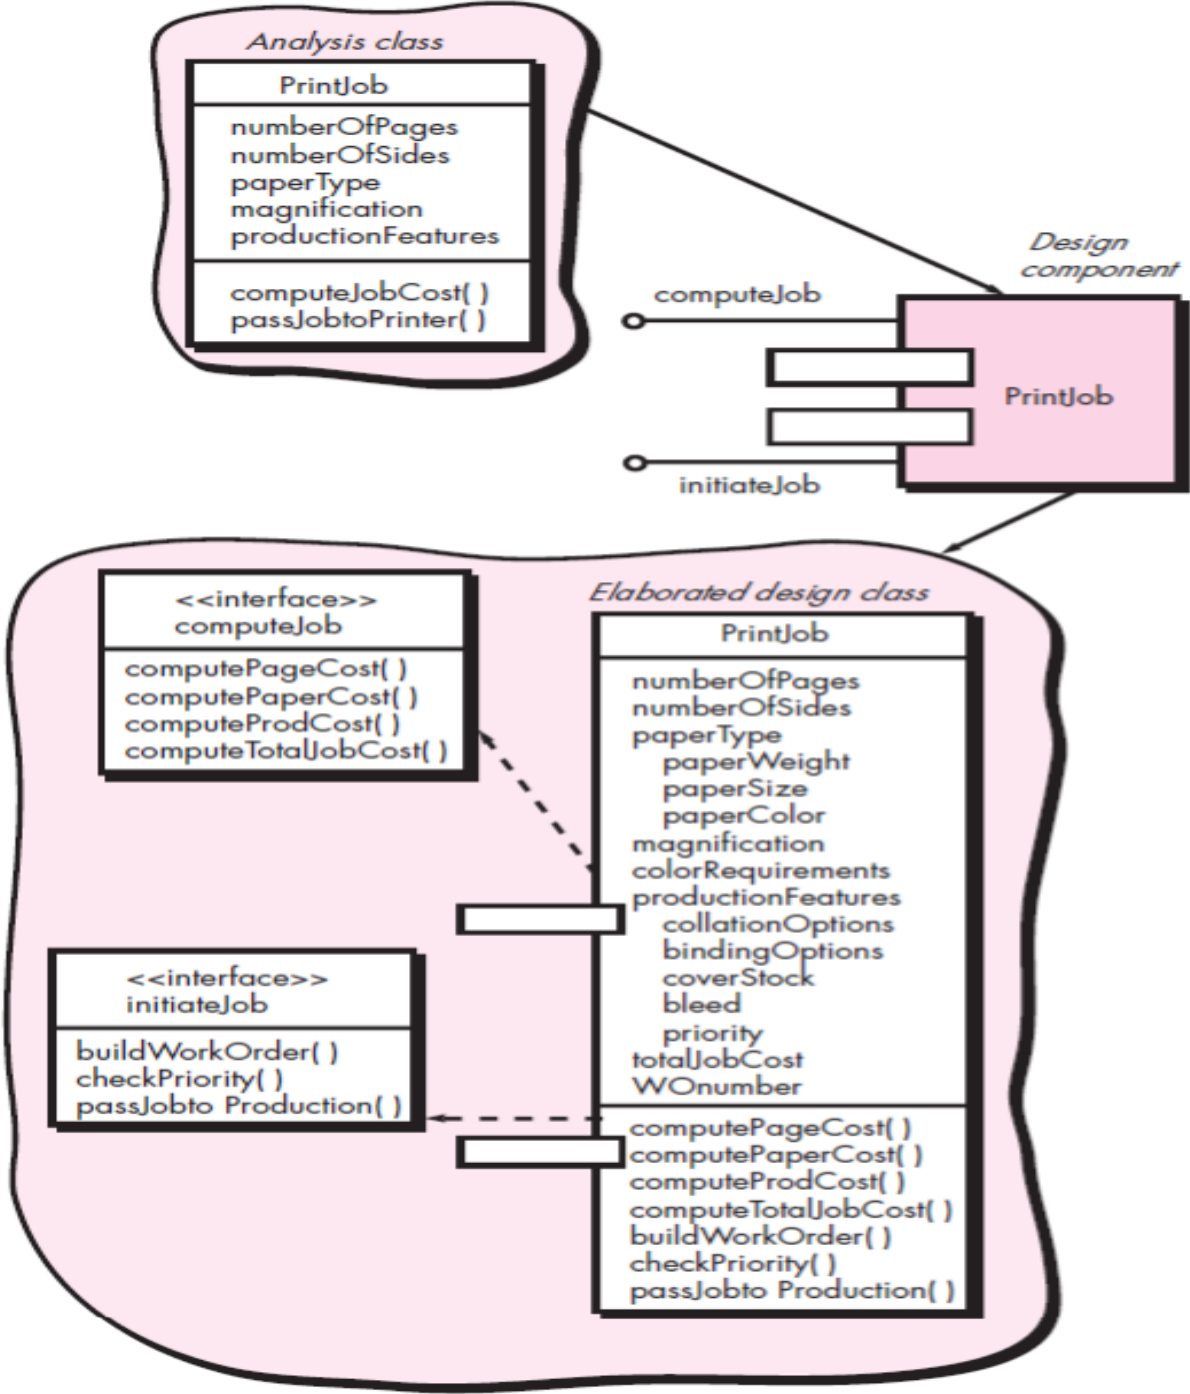 Analysis class
PrintJob
numberOfPages
numberOfSides
paperType
magnification
productionFeatures
computeJobCost( )
passJobtoPrinter( )
Design
component
computeJob
PrintJob
initiateJob
<<interface>>
computeJob
computePageCost( )
computePaperCost( )
computeProdCost( )
computeTotalJobCost( )
<<interface>>
initiateJob
buildWorkOrder( )
checkPriority( )
passJobto Production( )
Elaborated design class
PrintJob
numberOfPages
numberOfSides
paperType
paperWeight
paperSize
paperColor
magnification
colorRequirements
productionFeatures
collationOptions
bindingOptions
coverStock
bleed
priority
totalJobCost
WOnumber
computePageCost( )
computePaperCost( )
computeProdCost( )
computeTotalJobCost( )
buildWorkOrder( )
checkPriority( )
passJobto Production( )